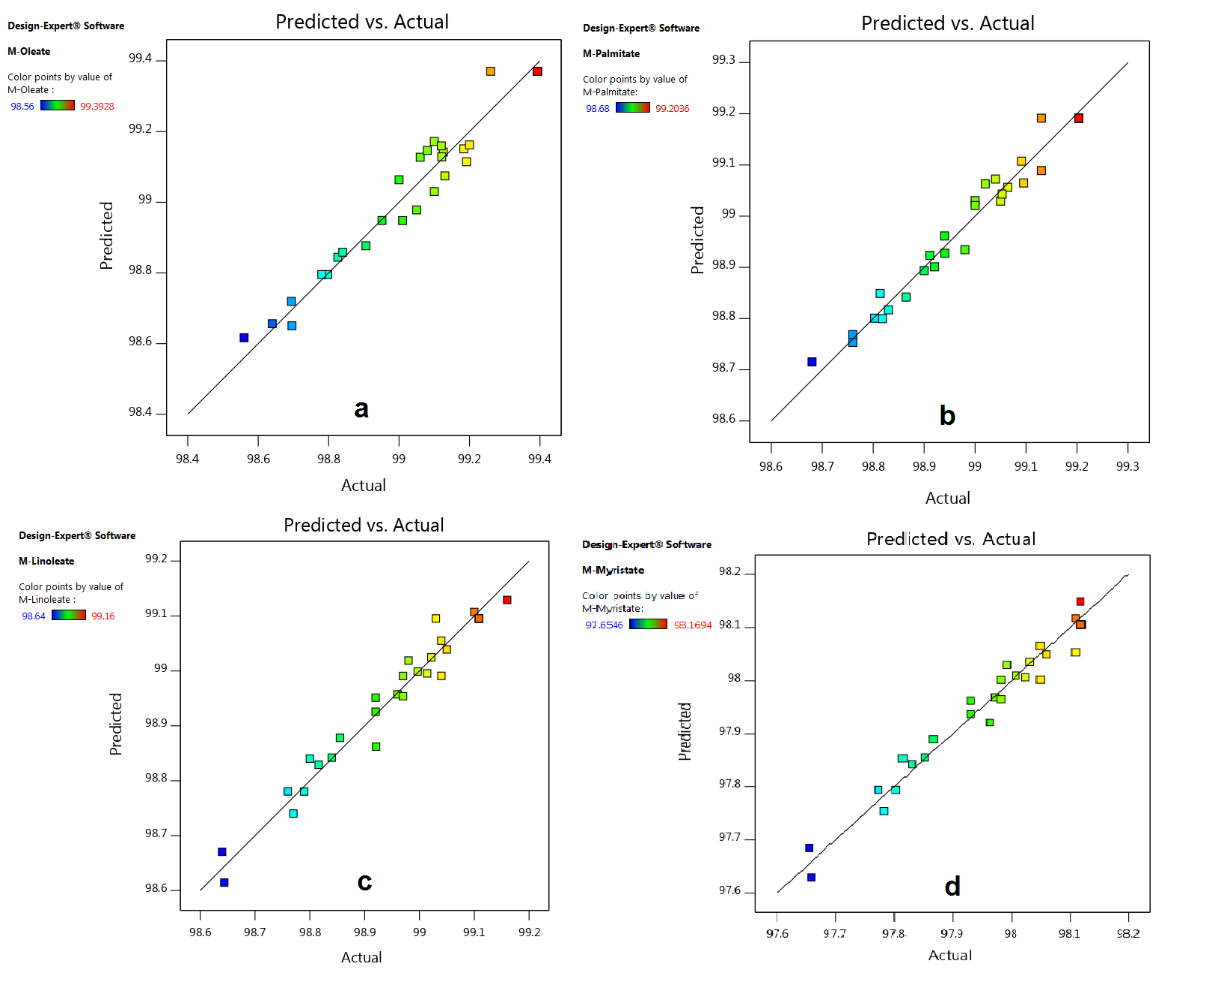 Predicted vs. Actual
Design-Expert® Software
M-Oleate
Color points by value of
M-Oleate :
98.56 99.3928
99.4
99.2
99
98.8
98.6
98.4
Predicted
a
98.4 98.6 98.8 99 99.2 99.4
Actual
Predicted vs. Actual
Design-Expert® Software
M-Palmitate
Color points by value of
M-Palmitate:
98.68 99.2036
99.3
99.2
99.1
99
98.9
98.8
98.7
98.6
Predicted
b
98.6 98.7 98.8 98.9 99 99.1 99.2 99.3
Actual
Predicted vs. Actual
Design-Expert® Software
M-Linoleate
Color points by value of
M-Linoleate :
98.64 99.16
99.2
99.1
99
98.9
98.8
98.7
98.6
Predicted
c
98.6 98.7 98.8 98.9 99 99.1 99.2
Actual
Predicted vs. Actual
Design-Expert® Software
M-Myristate
Color points by value of
M-Myristate:
97.6546 98.1694
98.2
98.1
98
97.9
97.8
97.7
97.6
Predicted
d
97.6 97.7 97.8 97.9 98 98.1 98.2
Actual